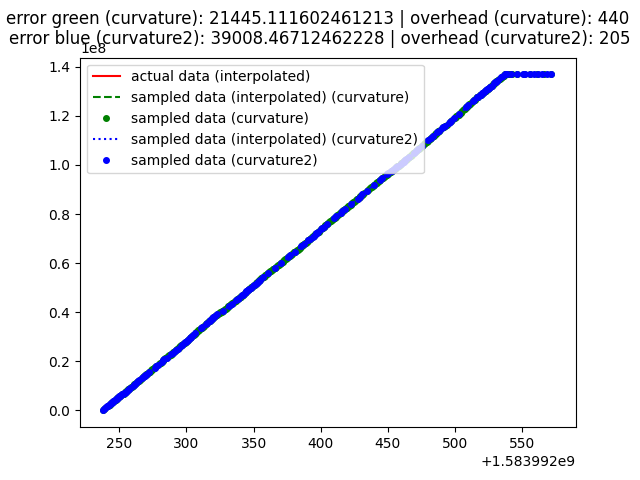 error green (curvature): 21445.111602461213 | overhead (curvature): 440
error blue (curvature2): 39008.46712462228 | overhead (curvature2): 205
1e8
actual data (interpolated)
sampled data (interpolated) (curvature)
sampled data (curvature)
sampled data (interpolated) (curvature2)
sampled data (curvature2)
1.4
1.2
1.0
0.8
0.6
0.4
0.2
0.0
250 300 350 400 450 500 550
+1.583992e9